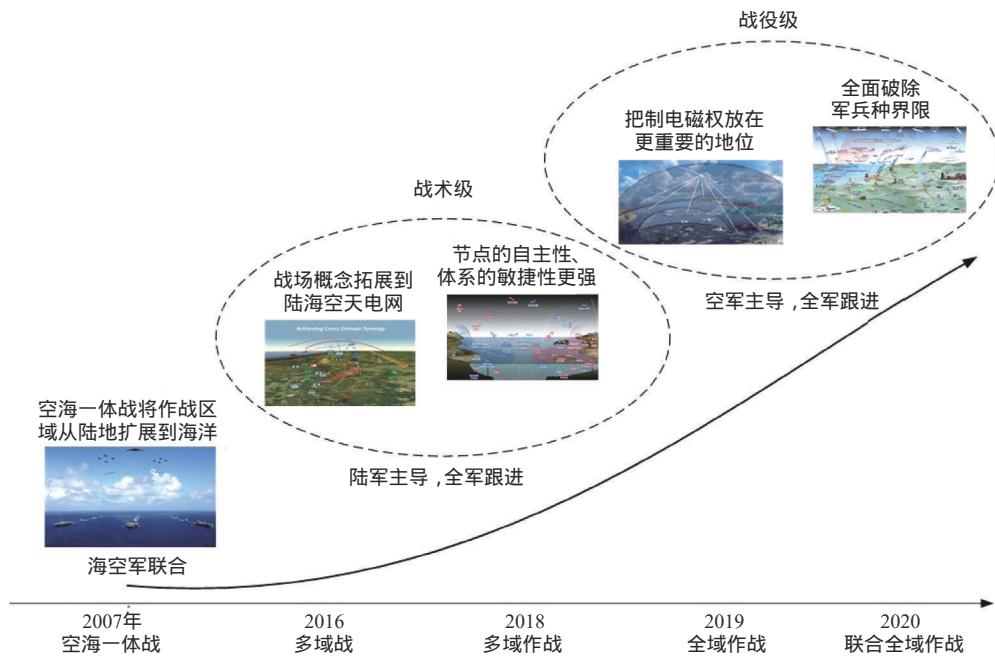 战役级
全面破除
军兵种界限
把制电磁权放在
更重要的地位
战术级
节点的自主性、
体系的敏捷性更强
战场概念拓展到
陆海空天电网
Achieving Cross-Domain Synergy
空军主导,全军跟进
空海一体战将作战区
域从陆地扩展到海洋
陆军主导,全军跟进
海空军联合
2007年
空海一体战
2016
多域战
2018
多域作战
2019
全域作战
2020
联合全域作战